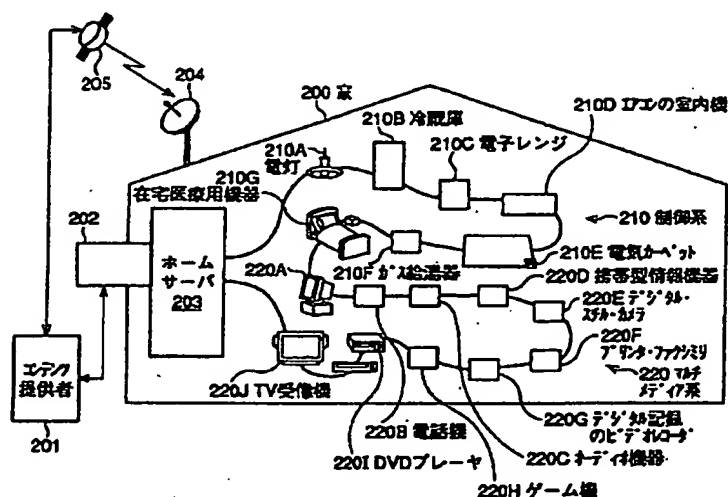 205
204
200 家
210B 冷蔵庫
210D エアコンの室内機
210A
電灯
210C 電子レンジ
210G
在宅医療用機器
210 制御系
202
ホーム
サーバ
203
220A
210F ガス給湯器
210E 電気カーペット
220D 携帯型情報機器
220E デジタル・
スチル・カメラ
220F
プリンタ・ファクシミリ
220 マルチ
メディア系
コンテンツ
提供者
201
220J TV受像機
220B 電話機
220G デジタル記録
のビデオレコーダ
220I DVDプレーヤ
220C オーディオ機器
220H ゲーム機